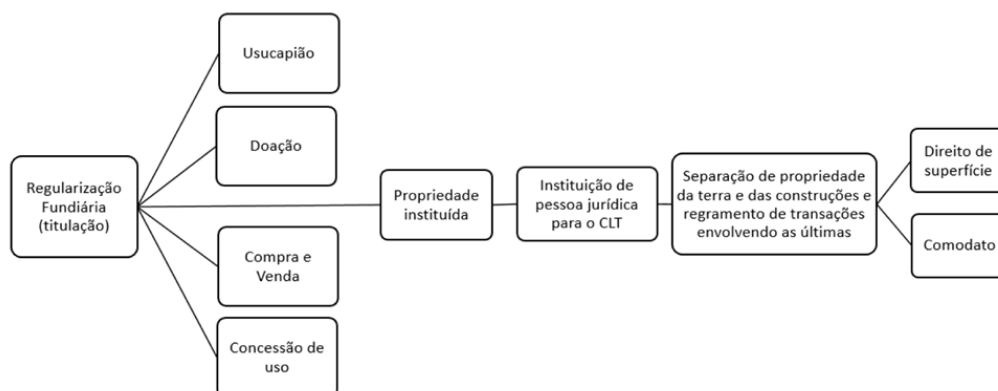 Usucapião
Doação
Regularização
Fundiária
(titulação)
Compra e
Venda
Concessão de
uso
Propriedade
instituída
Instituição de
pessoa jurídica
para o CLT
Separação de propriedade
da terra e das construções e
regramento de transações
envolvendo as últimas
Direito de
superfície
Comodato